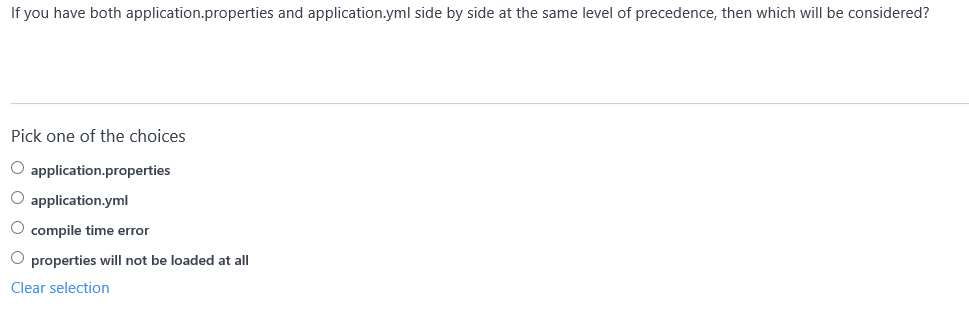 If you have both application.properties and application.yml side by side at the same level of precedence, then which will be considered?
Pick one of the choices
application.properties
application.yml
compile time error
properties will not be loaded at all
Clear selection